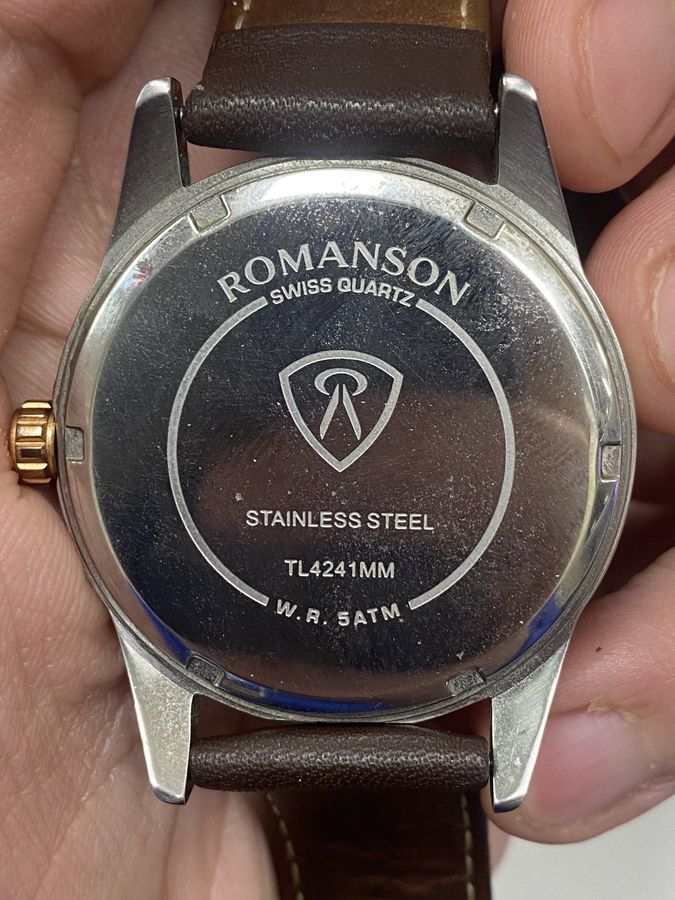 ROMANSON
SWISS QUARTZ
STAINLESS STEEL
TL4241MM
W.R. 5ATM